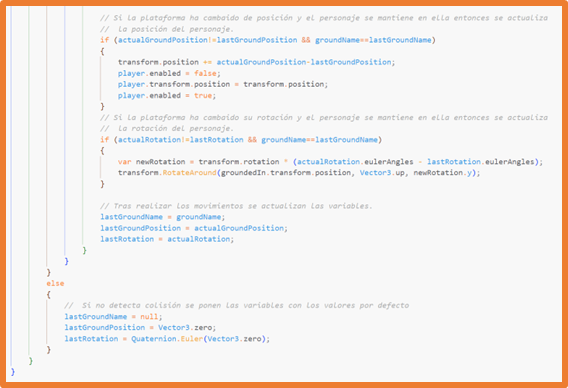 // Si la plataforma ha cambaido de posición y el personaje se mantiene en ella entonces se actualiza
la posición del personaje.
if (actualGroundPosition!=lastGroundPosition && groundName==lastGroundName)
{
transform.position += actualGroundPosition-lastGroundPosition;
player.enabled = false;
player.transform.position = transform.position;
player.enabled = true;
}
// Si la plataforma ha cambiado su rotación y el personaje se mantiene en ella entonces se actualiza
la rotación del personaje.
if (actualRotation!=lastRotation && groundName==lastGroundName)
{
var newRotation = transform.rotation * (actualRotation.eulerAngles - lastRotation.eulerAngles);
transform.RotateAround(groundedIn.transform.position, Vector3.up, newRotation.y);
}
// Tras realizar los movimientos se actualizan las variables.
lastGroundName = groundName;
lastGroundPosition = actualGroundPosition;
lastRotation = actualRotation;
}
}
}
else
{
// Si no detecta colisión se ponen las variables con los valores por defecto
lastGroundName = null;
lastGroundPosition = Vector3.zero;
lastRotation = Quaternion.Euler(Vector3.zero);
}
}
}